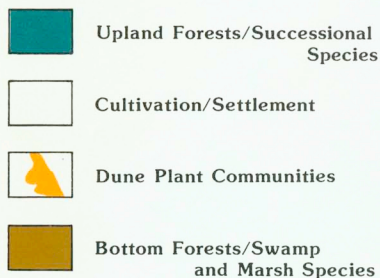 Upland Forests/Successional
Species
Cultivation/Settlement
Dune Plant Communities
Bottom Forests/Swamp
and Marsh Species